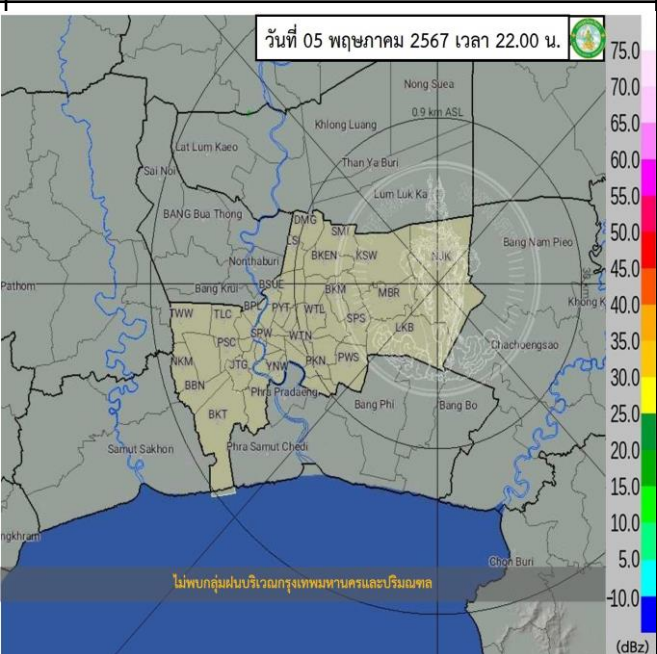 วันที่ 05 พฤษภาคม 2567 เวลา 22.00 น.
75.0
Nong Suea
70.0
0.9 km ASL
Khlong Luang
65.0
Lat Lum Kaeo
Than Ya Buri
60.0
Sai Noi
Lum Luk Ka
55.0
BANG Bua Thong
DMG
SMI
50.0
LSI
Bang Nam Pieo
BKEN
KSW
NJK
Nonthaburi
45.0
Pathom
Bang Krui
BSUE
BKM
MBR
40.0
Khong K
BPL
PYT
WTL
TWW
TLC
SPS
35.0
LKB
SPW
WTN
PSC
Chachoengsao
30.0
NKM
JTG
YNW
PKN
PWS
BBN
Phra Pradaeng
25.0
BKT
Bang Phi
Bang Bo
20.0
Samut Sakhon
Phra Samut Chedi
15.0
10.0
ngkhram
Chon Buri
5.0
ไม่พบกลุ่มฝนบริเวณกรุงเทพมหานครและปริมณฑล
-10.0
(dBz)